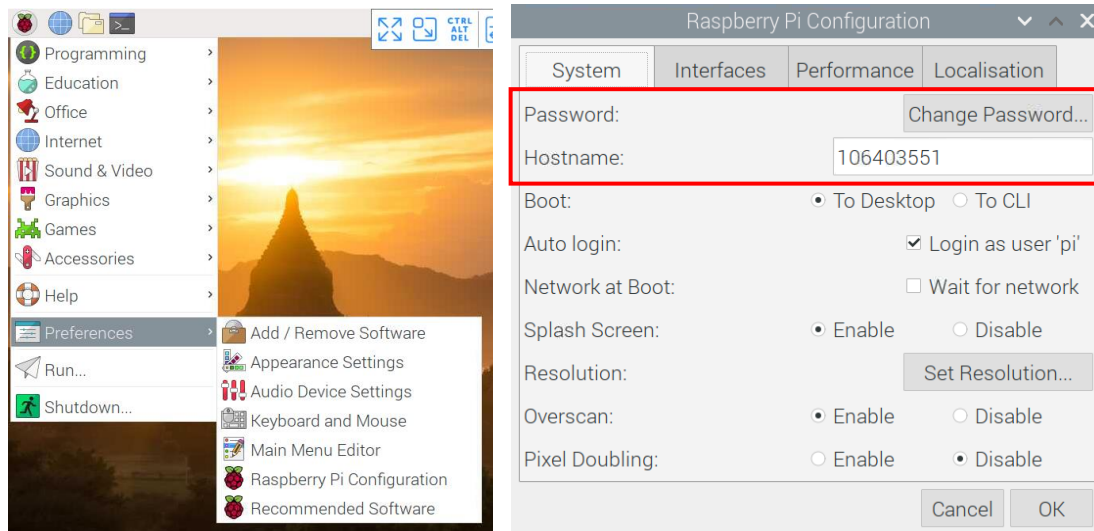 CTRL
ALT
DEL
Programming
Education
Office
Internet
Sound & Video
Graphics
Games
Accessories
Help
Preferences
Run...
Shutdown...
Add / Remove Software
Appearance Settings
Audio Device Settings
Keyboard and Mouse
Main Menu Editor
Raspberry Pi Configuration
Recommended Software
Raspberry Pi Configuration
System Interfaces Performance Localisation
Password: Change Password...
Hostname: 106403551
Boot: To Desktop To CLI
Auto login: Login as user 'pi'
Network at Boot: Wait for network
Splash Screen: Enable Disable
Resolution: Set Resolution...
Overscan: Enable Disable
Pixel Doubling: Enable Disable
Cancel OK